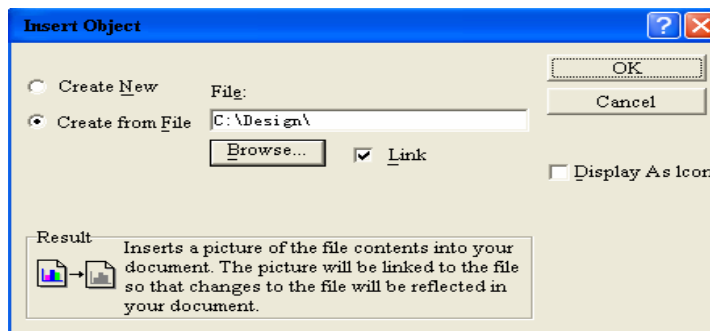 Insert Object
?
Create New
Create from File
File:
C:\Design\
Browse...
Link
OK
Cancel
Display As Icon
Result
Inserts a picture of the file contents into your
document. The picture will be linked to the file
so that changes to the file will be reflected in
your document.